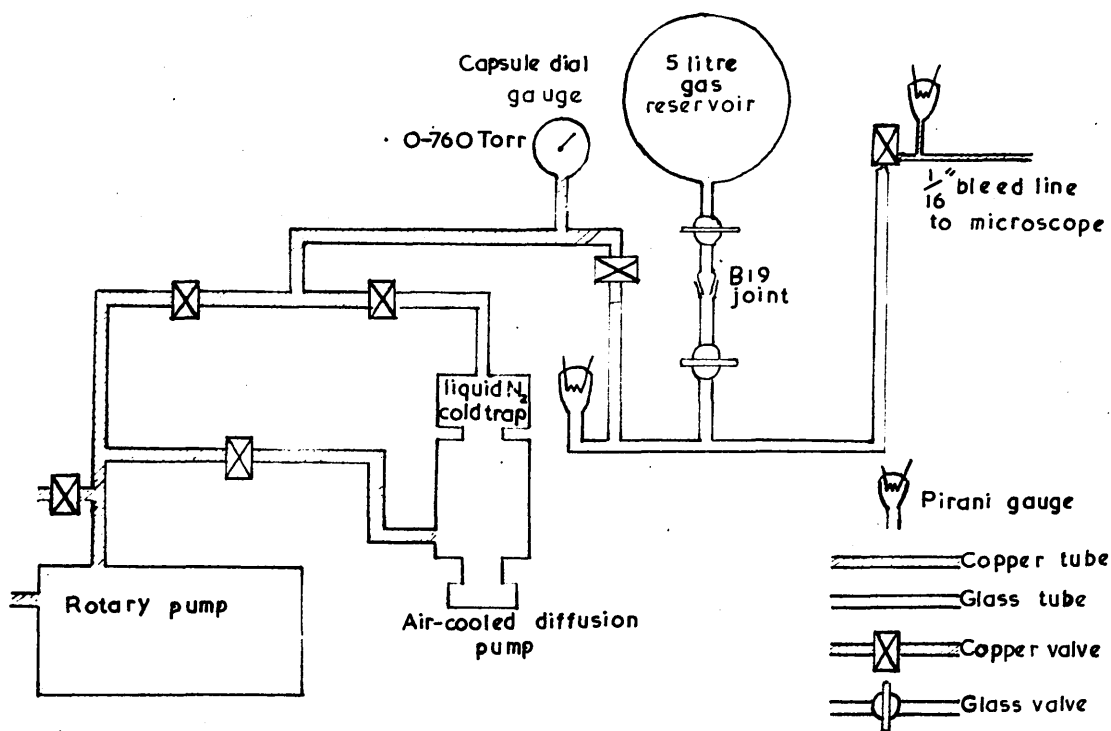 Capsule dial
gauge
0-760 Torr
5 litre
gas
reservoir
1/16" bleed line
to microscope
B19
joint
liquid N₂
cold trap
Pirani gauge
Rotary pump
Air-cooled diffusion
pump
Copper tube
Glass tube
Copper valve
Glass valve